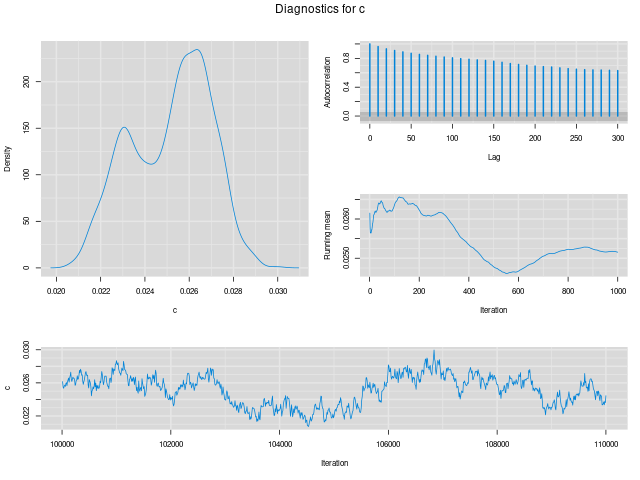 Diagnostics for c
Density
0 50 100 150 200
0.020 0.022 0.024 0.026 0.028 0.030
c
Autocorrelation
0.0 0.4 0.8
0 50 100 150 200 250 300
Lag
Running mean
0.0250 0.0260
0 200 400 600 800 1000
Iteration
c
0.022 0.026 0.030
100000 102000 104000 106000 108000 110000
Iteration